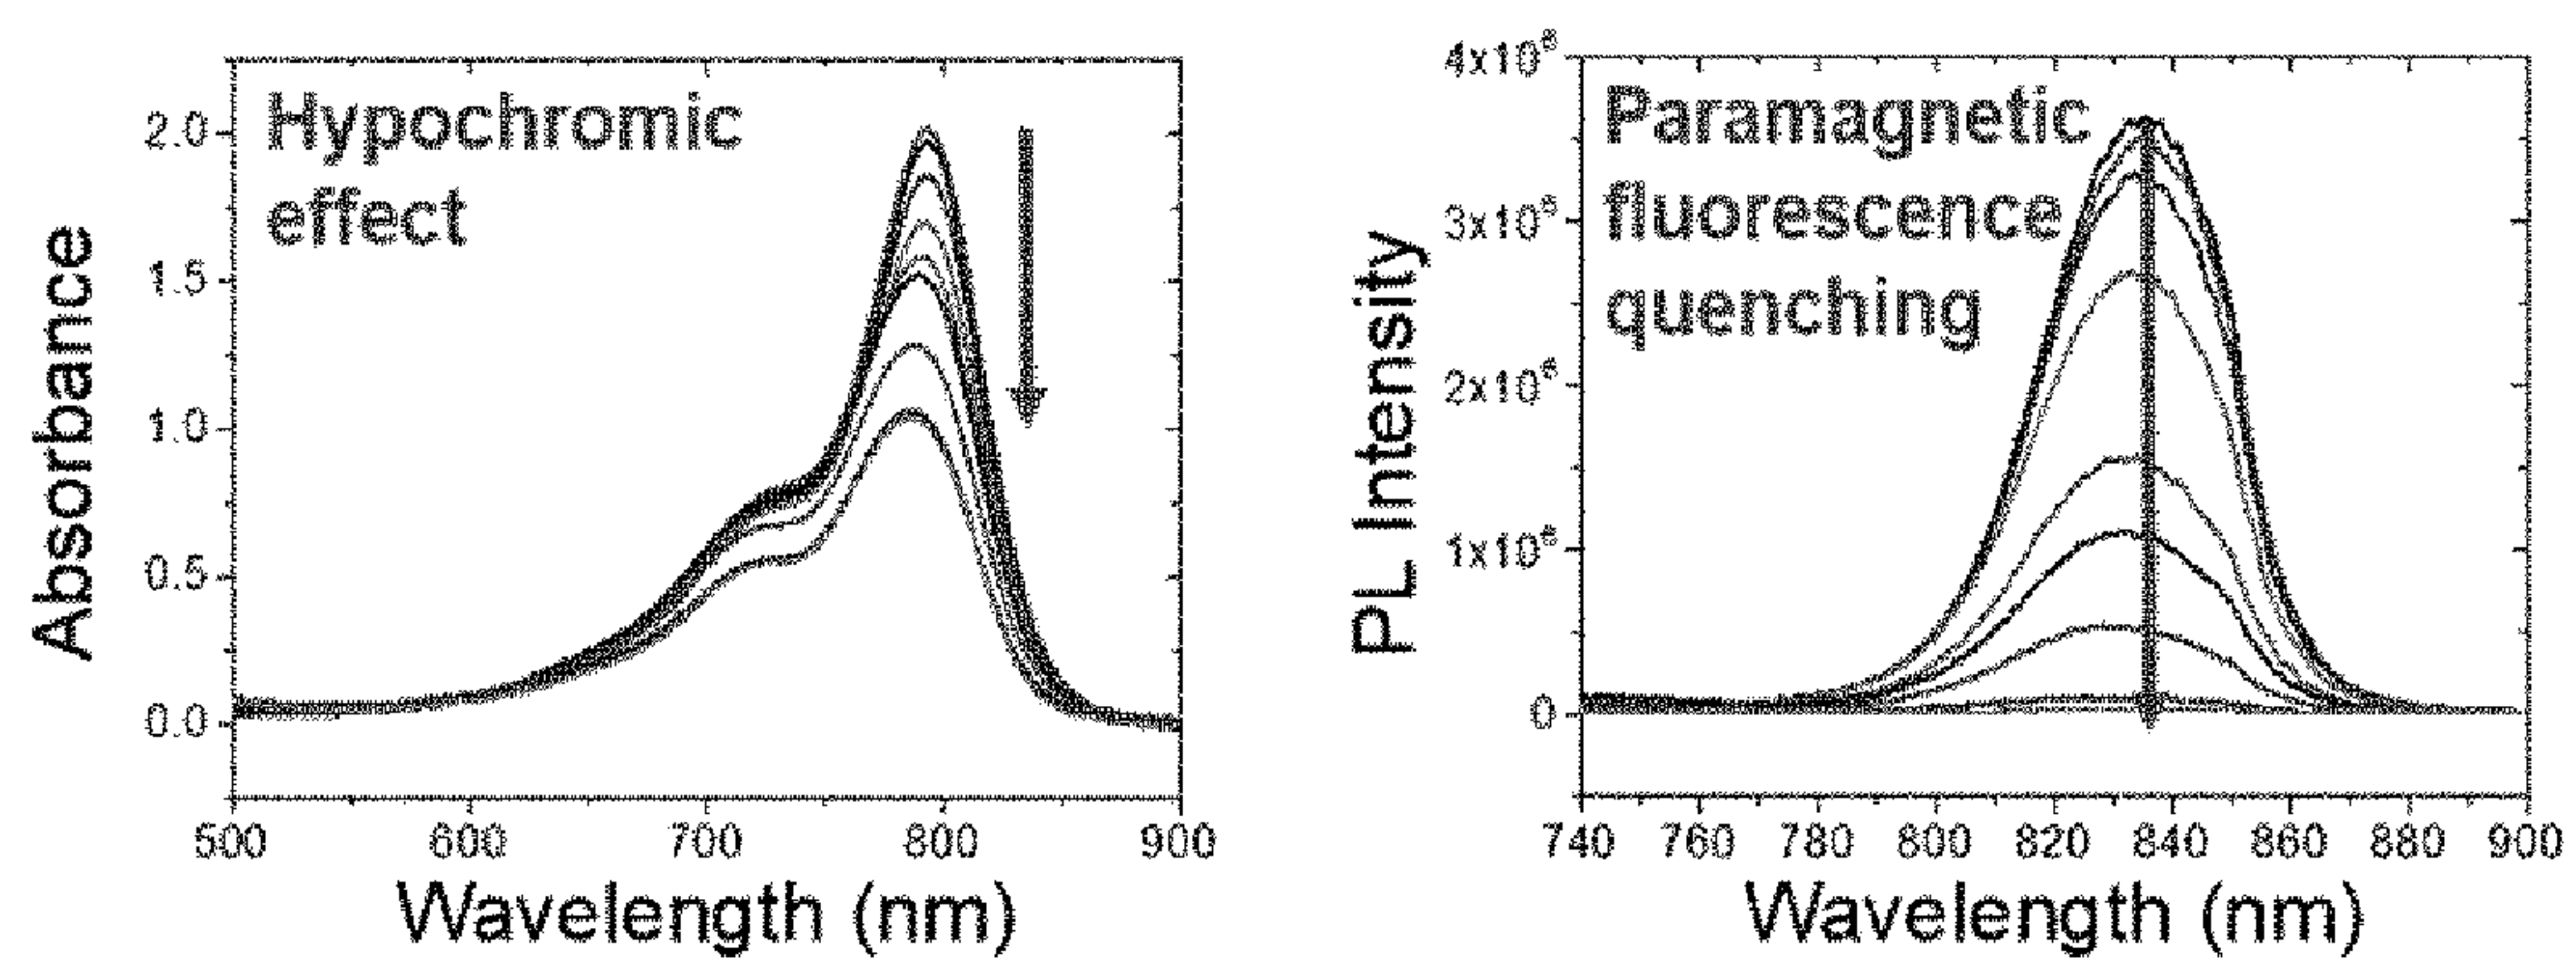 Hypochromic
effect
2.0
1.5
1.0
0.5
0.0
500 600 700 800 900
Absorbance
Wavelength (nm)
Paramagnetic
fluorescence
quenching
4x10⁶
3x10⁶
2x10⁶
1x10⁶
0
740 760 780 800 820 840 860 880 900
PL Intensity
Wavelength (nm)